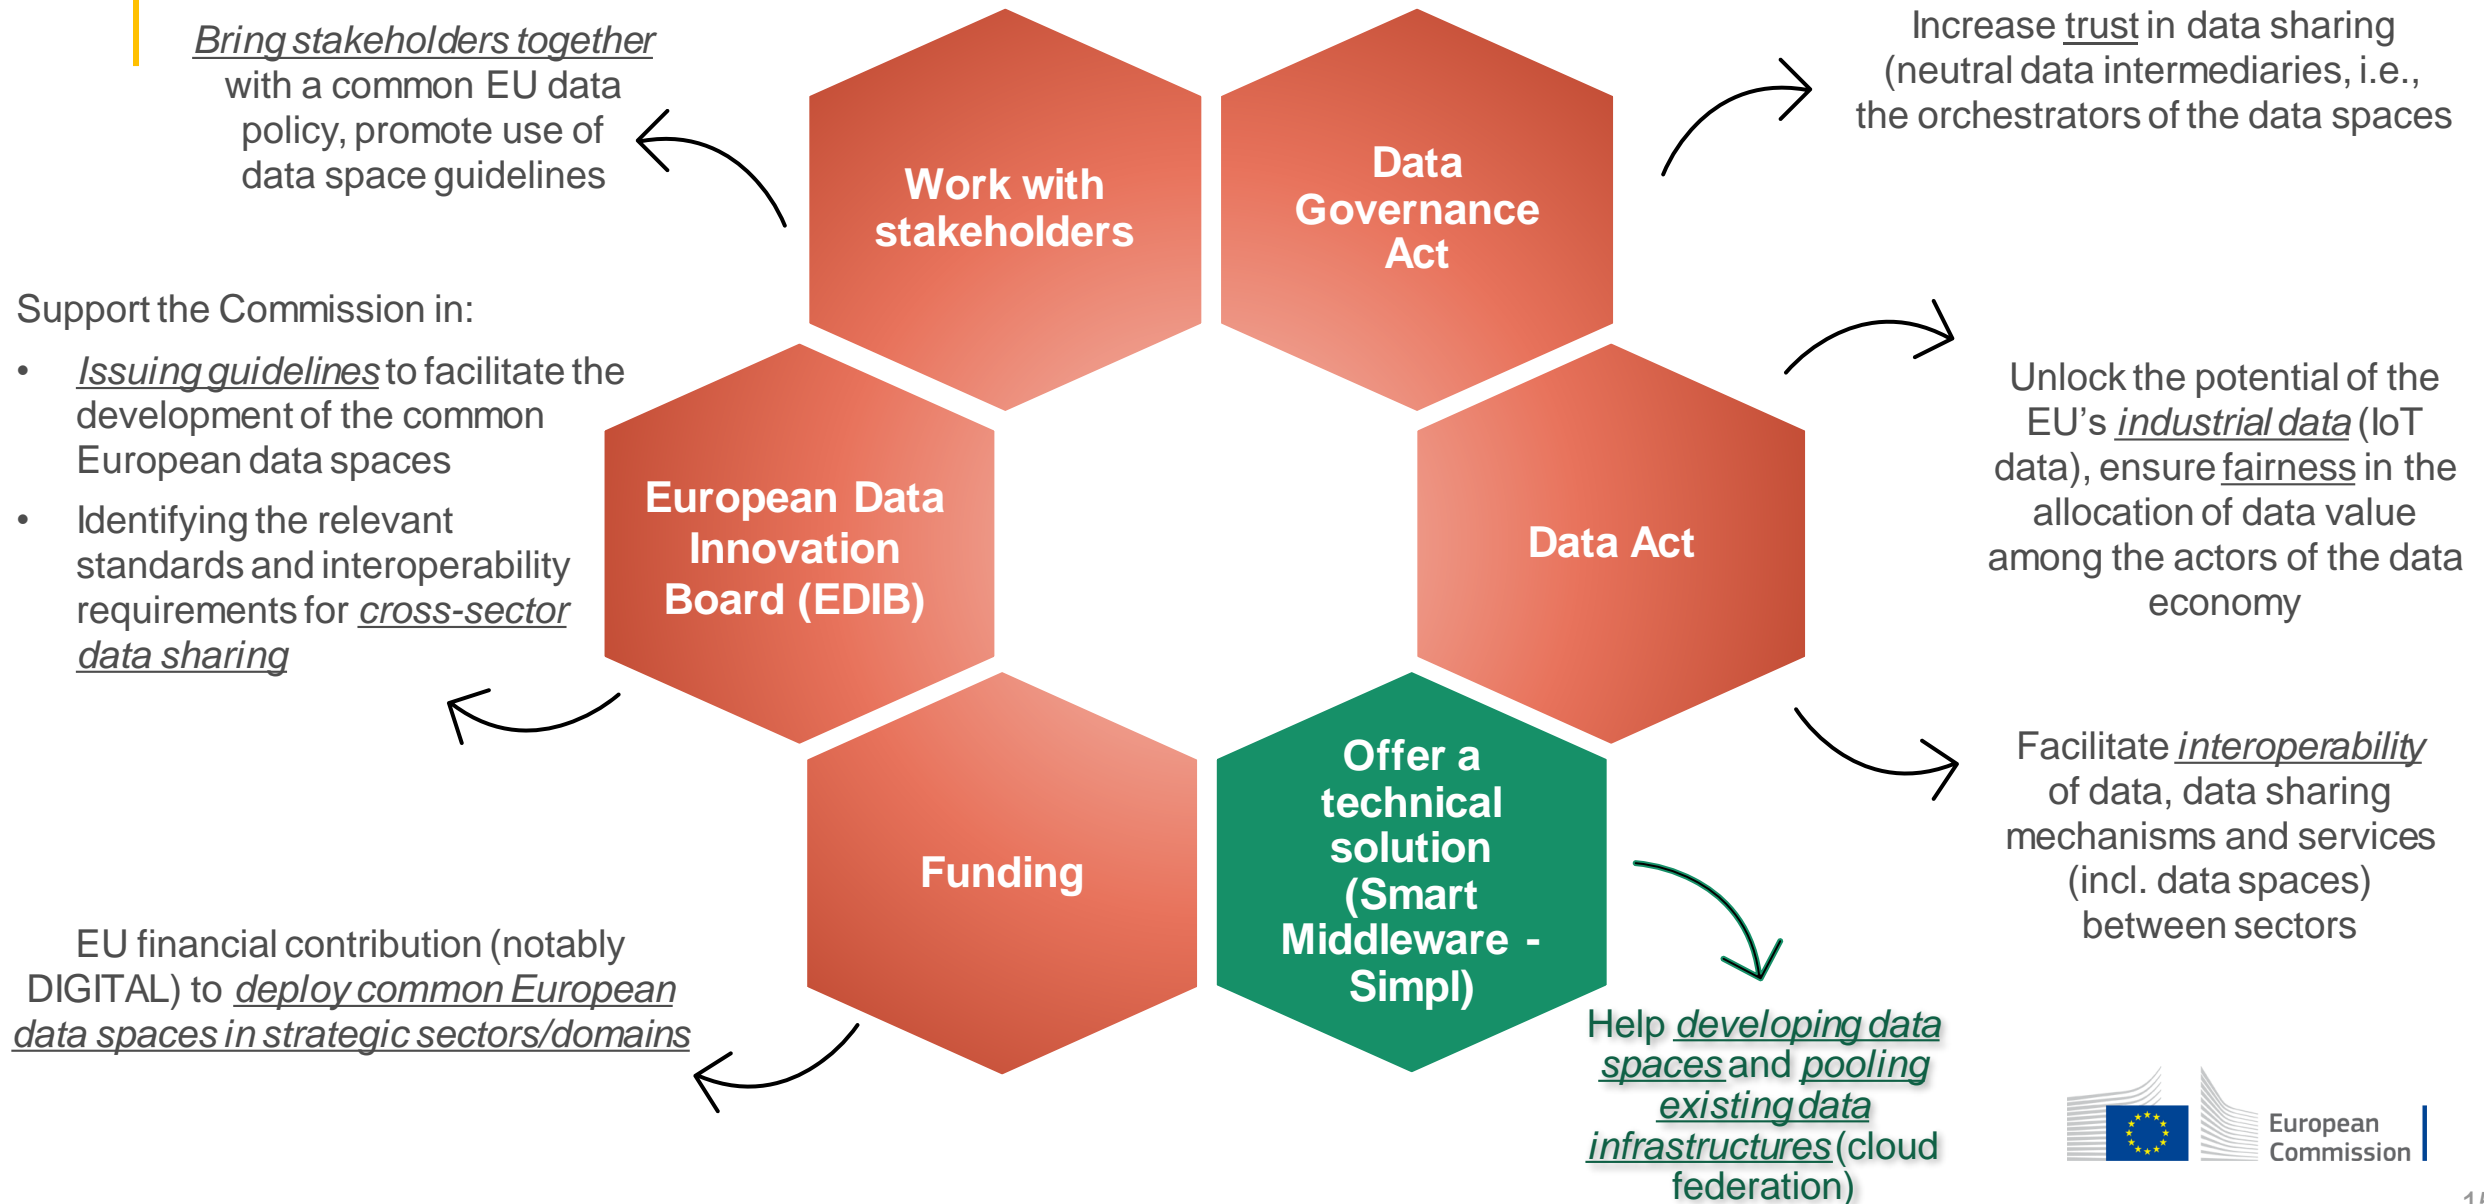 Bring stakeholders together
with a common EU data
policy, promote use of
data space guidelines
Work with
stakeholders
Data
Governance
Act
Increase trust in data sharing
(neutral data intermediaries, i.e.,
the orchestrators of the data spaces
Support the Commission in:
• Issuing guidelines to facilitate the
development of the common
European data spaces
• Identifying the relevant
standards and interoperability
requirements for cross-sector
data sharing
European Data
Innovation
Board (EDIB)
Data Act
Unlock the potential of the
EU's industrial data (IoT
data), ensure fairness in the
allocation of data value
among the actors of the data
economy
Facilitate interoperability
of data, data sharing
mechanisms and services
(incl. data spaces)
between sectors
Funding
Offer a
technical
solution
(Smart
Middleware -
Simpl)
EU financial contribution (notably
DIGITAL) to deploy common European
data spaces in strategic sectors/domains
Help developing data
spaces and pooling
existing data
infrastructures (cloud
federation)
European
Commission